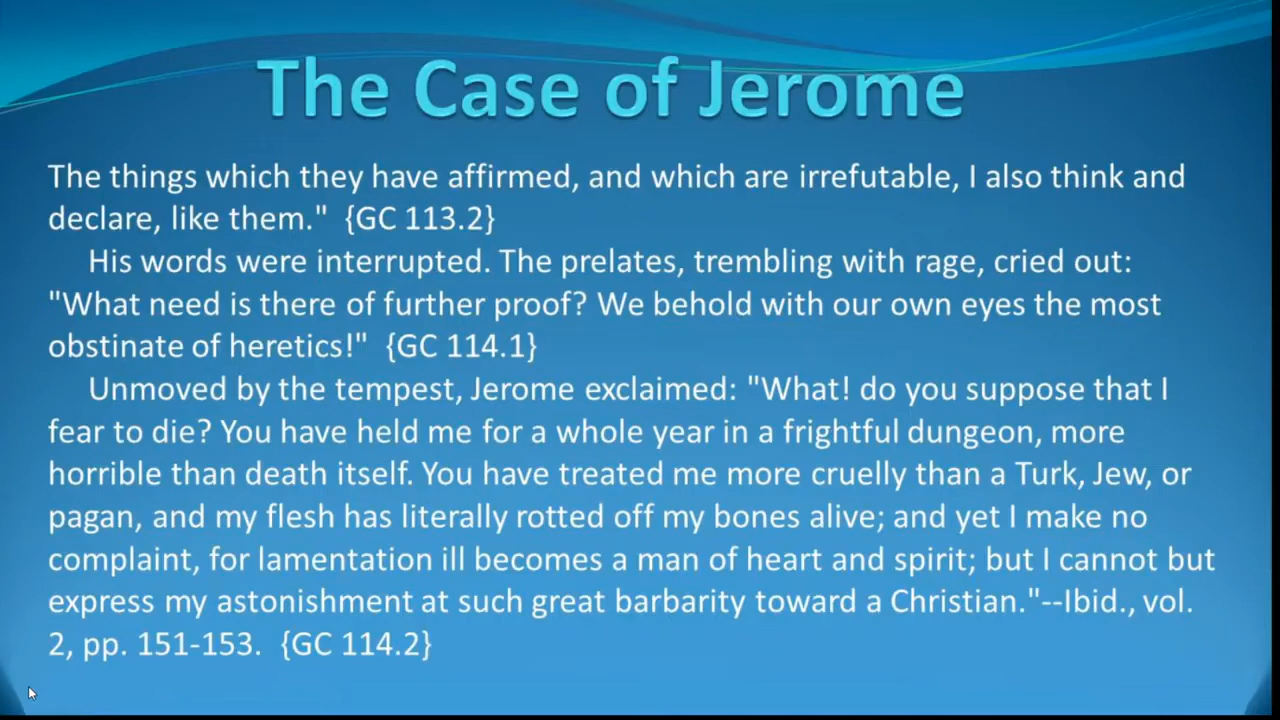 The Case of Jerome
The things which they have affirmed, and which are irrefutable, I also think and
declare, like them."  {GC 113.2}
His words were interrupted. The prelates, trembling with rage, cried out:
"What need is there of further proof? We behold with our own eyes the most
obstinate of heretics!"  {GC 114.1}
Unmoved by the tempest, Jerome exclaimed: "What! do you suppose that I
fear to die? You have held me for a whole year in a frightful dungeon, more
horrible than death itself. You have treated me more cruelly than a Turk, Jew, or
pagan, and my flesh has literally rotted off my bones alive; and yet I make no
complaint, for lamentation ill becomes a man of heart and spirit; but I cannot but
express my astonishment at such great barbarity toward a Christian."--Ibid., vol.
2, pp. 151-153.  {GC 114.2}